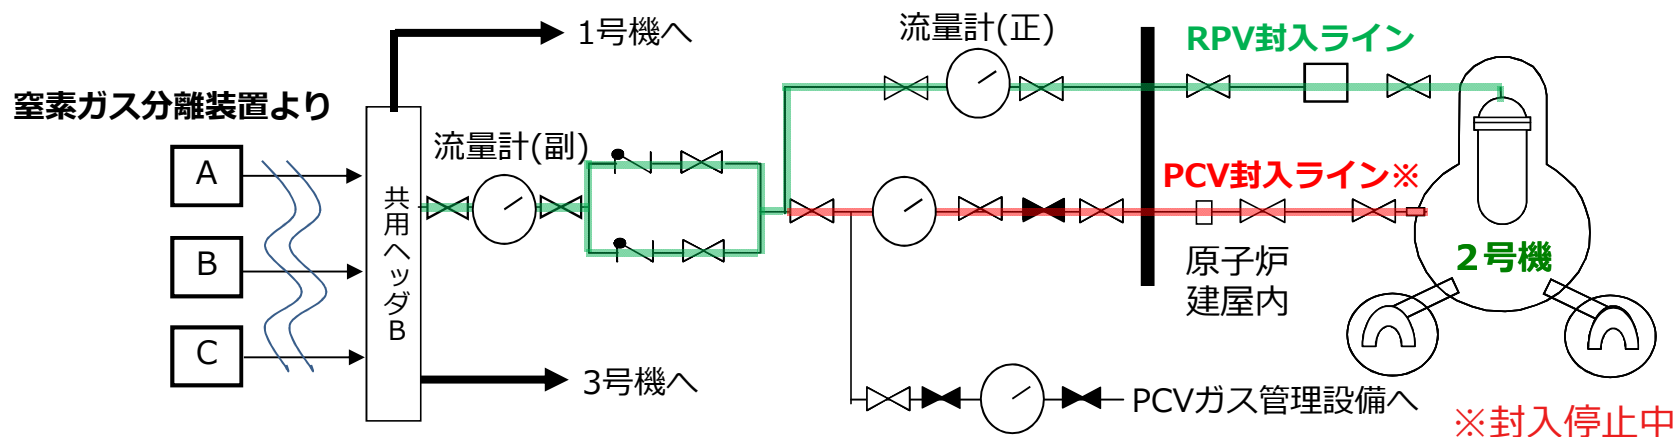 1号機へ
流量計(正)
RPV封入ライン
窒素ガス分離装置より
流量計(副)
A
B
C
共用ヘッダB
PCV封入ライン※
原子炉
建屋内
2号機
3号機へ
PCVガス管理設備へ
※封入停止中